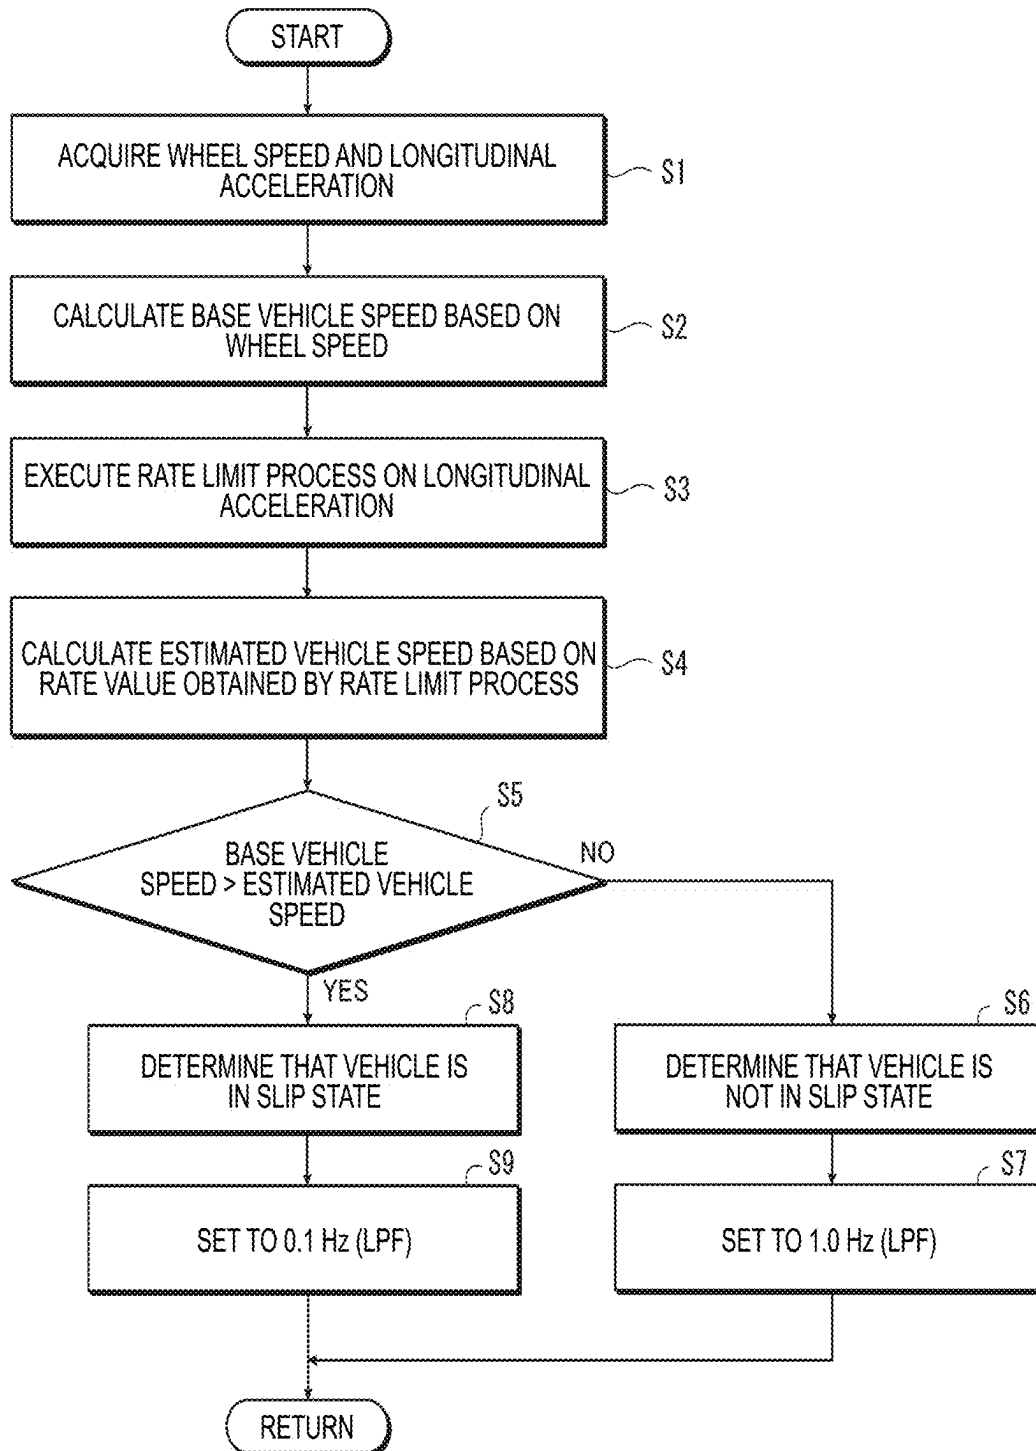 START
ACQUIRE WHEEL SPEED AND LONGITUDINAL
ACCELERATION
S1
CALCULATE BASE VEHICLE SPEED BASED ON
WHEEL SPEED
S2
EXECUTE RATE LIMIT PROCESS ON LONGITUDINAL
ACCELERATION
S3
CALCULATE ESTIMATED VEHICLE SPEED BASED ON
RATE VALUE OBTAINED BY RATE LIMIT PROCESS
S4
S5
BASE VEHICLE
SPEED > ESTIMATED VEHICLE
SPEED
NO
YES
S8
DETERMINE THAT VEHICLE IS
IN SLIP STATE
S6
DETERMINE THAT VEHICLE IS
NOT IN SLIP STATE
S9
SET TO 0.1 Hz (LPF)
S7
SET TO 1.0 Hz (LPF)
RETURN